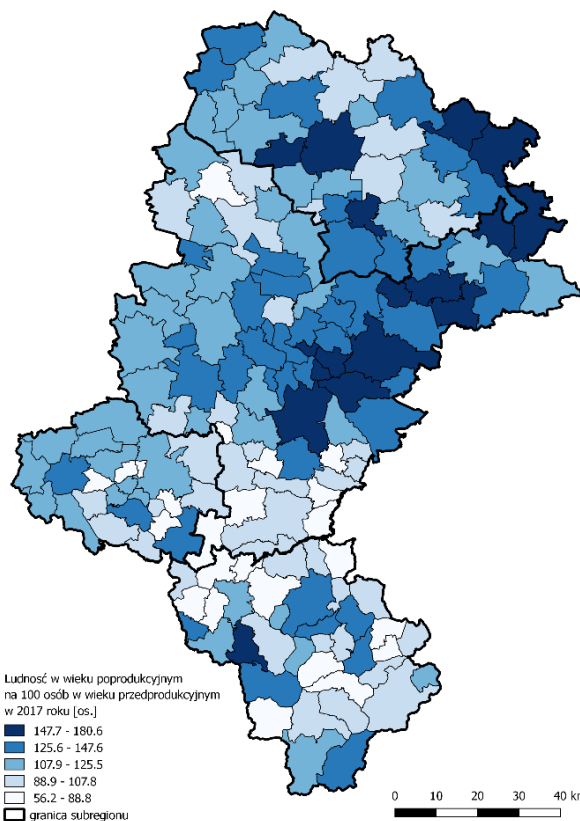 Ludność w wieku poprodukcyjnym
na 100 osób w wieku przedprodukcyjnym
w 2017 roku [os.]
147.7 - 180.6
125.6 - 147.6
107.9 - 125.5
88.9 - 107.8
56.2 - 88.8
granica subregionu
0 10 20 30 40 km